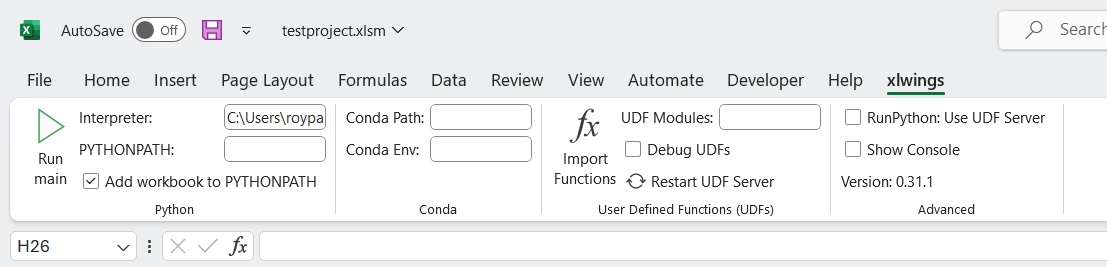 AutoSave Off testproject.xlsm Search
File Home Insert Page Layout Formulas Data Review View Automate Developer Help xlwings
Interpreter: C:\Users\roypa Conda Path: UDF Modules: RunPython: Use UDF Server
Run main
PYTHONPATH: Conda Env: Import Functions Debug UDFs Show Console
Add workbook to PYTHONPATH Restart UDF Server Version: 0.31.1
Python Conda User Defined Functions (UDFs) Advanced
H26 fx